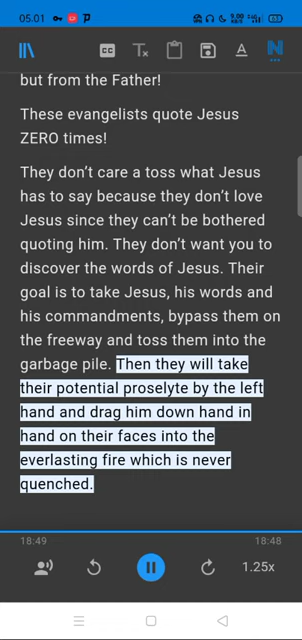 05.01
9,00
KB/S
but from the Father!
These evangelists quote Jesus
ZERO times!
They don't care a toss what Jesus
has to say because they don't love
Jesus since they can't be bothered
quoting him. They don't want you to
discover the words of Jesus. Their
goal is to take Jesus, his words and
his commandments, bypass them on
the freeway and toss them into the
garbage pile. Then they will take
their potential proselyte by the left
hand and drag him down hand in
hand on their faces into the
everlasting fire which is never
quenched.
18:49
18:48
1.25x